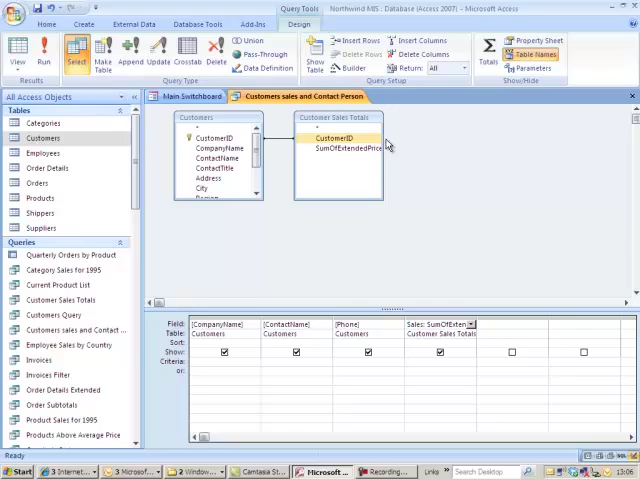 Query Tools
Northwind MIS : Database (Access 2007) - Microsoft Access
Home
Create
External Data
Database Tools
Add-Ins
Design
View
Run
Results
Select
Make Table
Append
Update
Crosstab
Delete
Union
Pass-Through
Data Definition
Query Type
Show Table
Insert Rows
Delete Rows
Builder
Insert Columns
Delete Columns
Return: All
Query Setup
Totals
Property Sheet
Table Names
Parameters
Show/Hide
All Access Objects
Tables
Categories
Customers
Employees
Order Details
Orders
Products
Shippers
Suppliers
Queries
Quarterly Orders by Product
Category Sales for 1995
Current Product List
Customer Sales Totals
Customers Query
Customers sales and Contact
Employee Sales by Country
Invoices
Invoices Filter
Order Details Extended
Order Subtotals
Product Sales for 1995
Products Above Average Price
Main Switchboard
Customers sales and Contact Person
Customers
*
CustomerID
CompanyName
ContactName
ContactTitle
Address
City
Region
Customer Sales Totals
*
CustomerID
SumOfExtendedPrice
Field: [CompanyName] [ContactName] [Phone] Sales: SumOfExten
Table: Customers Customers Customers Customer Sales Totals
Sort:
Show:
Criteria:
or:
Ready
Start
3 Internet...
3 Microsof...
2 Window...
Camtasia St...
Microsoft ...
Recording...
Links
Search Desktop
13:06